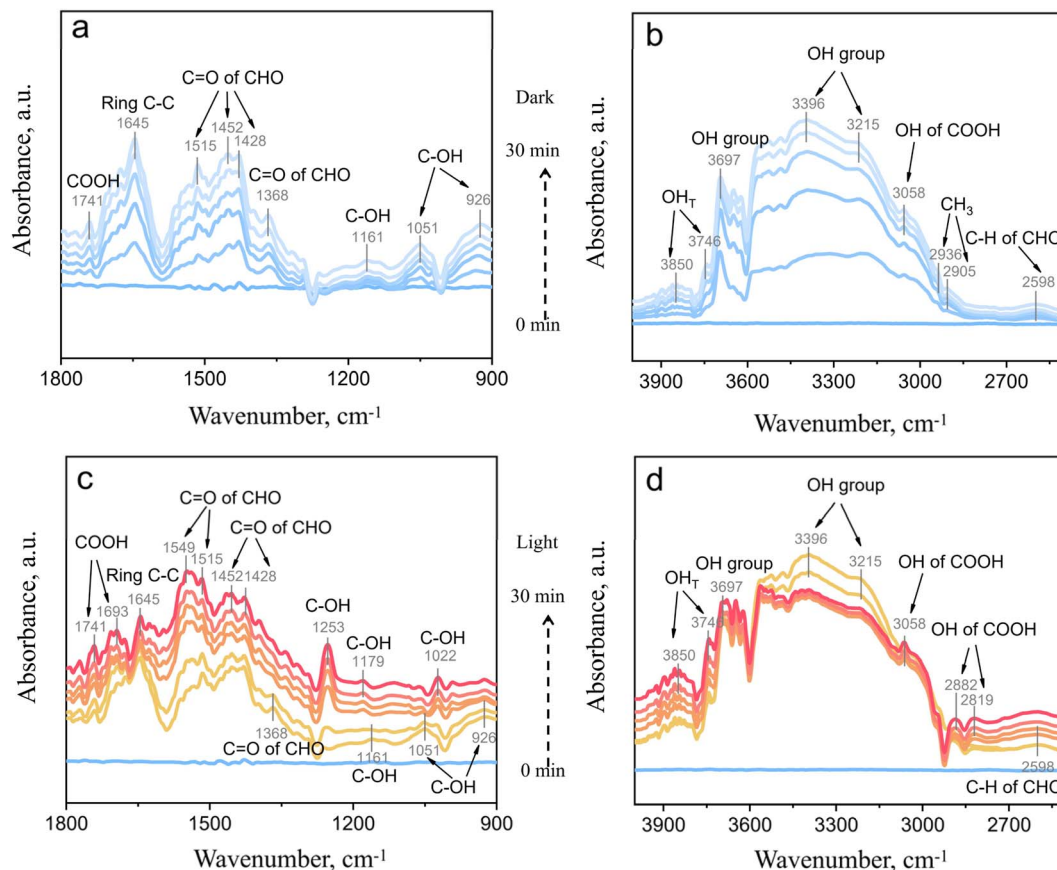 a
Absorbance, a.u.
C=O of CHO
Ring C-C
1645
1452
1515
1428
COOH
1741
C=O of CHO
1368
C-OH
C-OH
1161
1051
926
1800
1500
1200
900
Wavenumber, cm⁻¹
Dark
30 min
0 min
b
Absorbance, a.u.
OH group
3396
3215
OH group
3697
OH of COOH
3058
OHT
3746
3850
CH3
2936
2905
C-H of CHO
2598
3900
3600
3300
3000
2700
Wavenumber, cm⁻¹
c
Absorbance, a.u.
C=O of CHO
1549
1515
C=O of CHO
1452
1428
COOH
1693
1741
Ring C-C
1645
C-OH
1253
C-OH
1179
C-OH
1022
1368
C=O of CHO
1161
C-OH
1051
926
C-OH
1800
1500
1200
900
Wavenumber, cm⁻¹
Light
30 min
0 min
d
Absorbance, a.u.
OH group
3396
3215
OH group
3697
OH of COOH
3058
OHT
3850
OH of COOH
2882
2819
2598
C-H of CHO
3900
3600
3300
3000
2700
Wavenumber, cm⁻¹